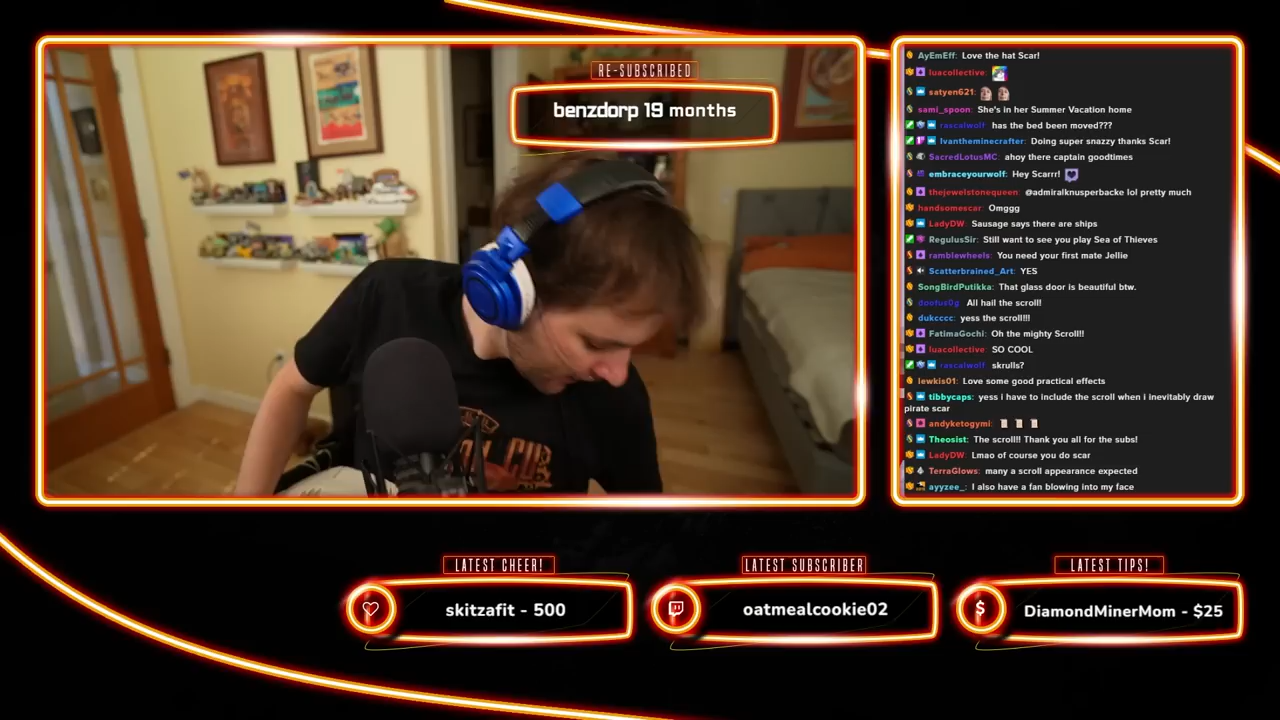 RE-SUBSCRIBED
benzdorp 19 months
AyEmEff: Love the hat Scar!
luacollective:
satyen621:
sami_spoon: She's in her Summer Vacation home
rascalwolf: has the bed been moved???
Ivantheminecrafter: Doing super snazzy thanks Scar!
SacredLotusMC: ahoy there captain goodtimes
embraceyourwolf: Hey Scarrr!
thejewelstonequeen: @admiralknusperbacke lol pretty much
handsomescar: Omggg
LadyDW: Sausage says there are ships
RegulusSir: Still want to see you play Sea of Thieves
ramblewheels: You need your first mate Jellie
Scatterbrained_Art: YES
SongBirdPutikka: That glass door is beautiful btw.
doofus0g: All hail the scroll!
dukcccc: yess the scroll!!!
FatimaGochi: Oh the mighty Scroll!!
luacollective: SO COOL
rascalwolf: skrulls?
lewkis01: Love some good practical effects
tibbycaps: yess i have to include the scroll when i inevitably draw
pirate scar
andyketogymi:
Theosist: The scroll!! Thank you all for the subs!
LadyDW: Lmao of course you do scar
TerraGlows: many a scroll appearance expected
ayyzee_: I also have a fan blowing into my face
LATEST CHEER!
skitzafit - 500
LATEST SUBSCRIBER
oatmealcookie02
LATEST TIPS!
$
DiamondMinerMom - $25